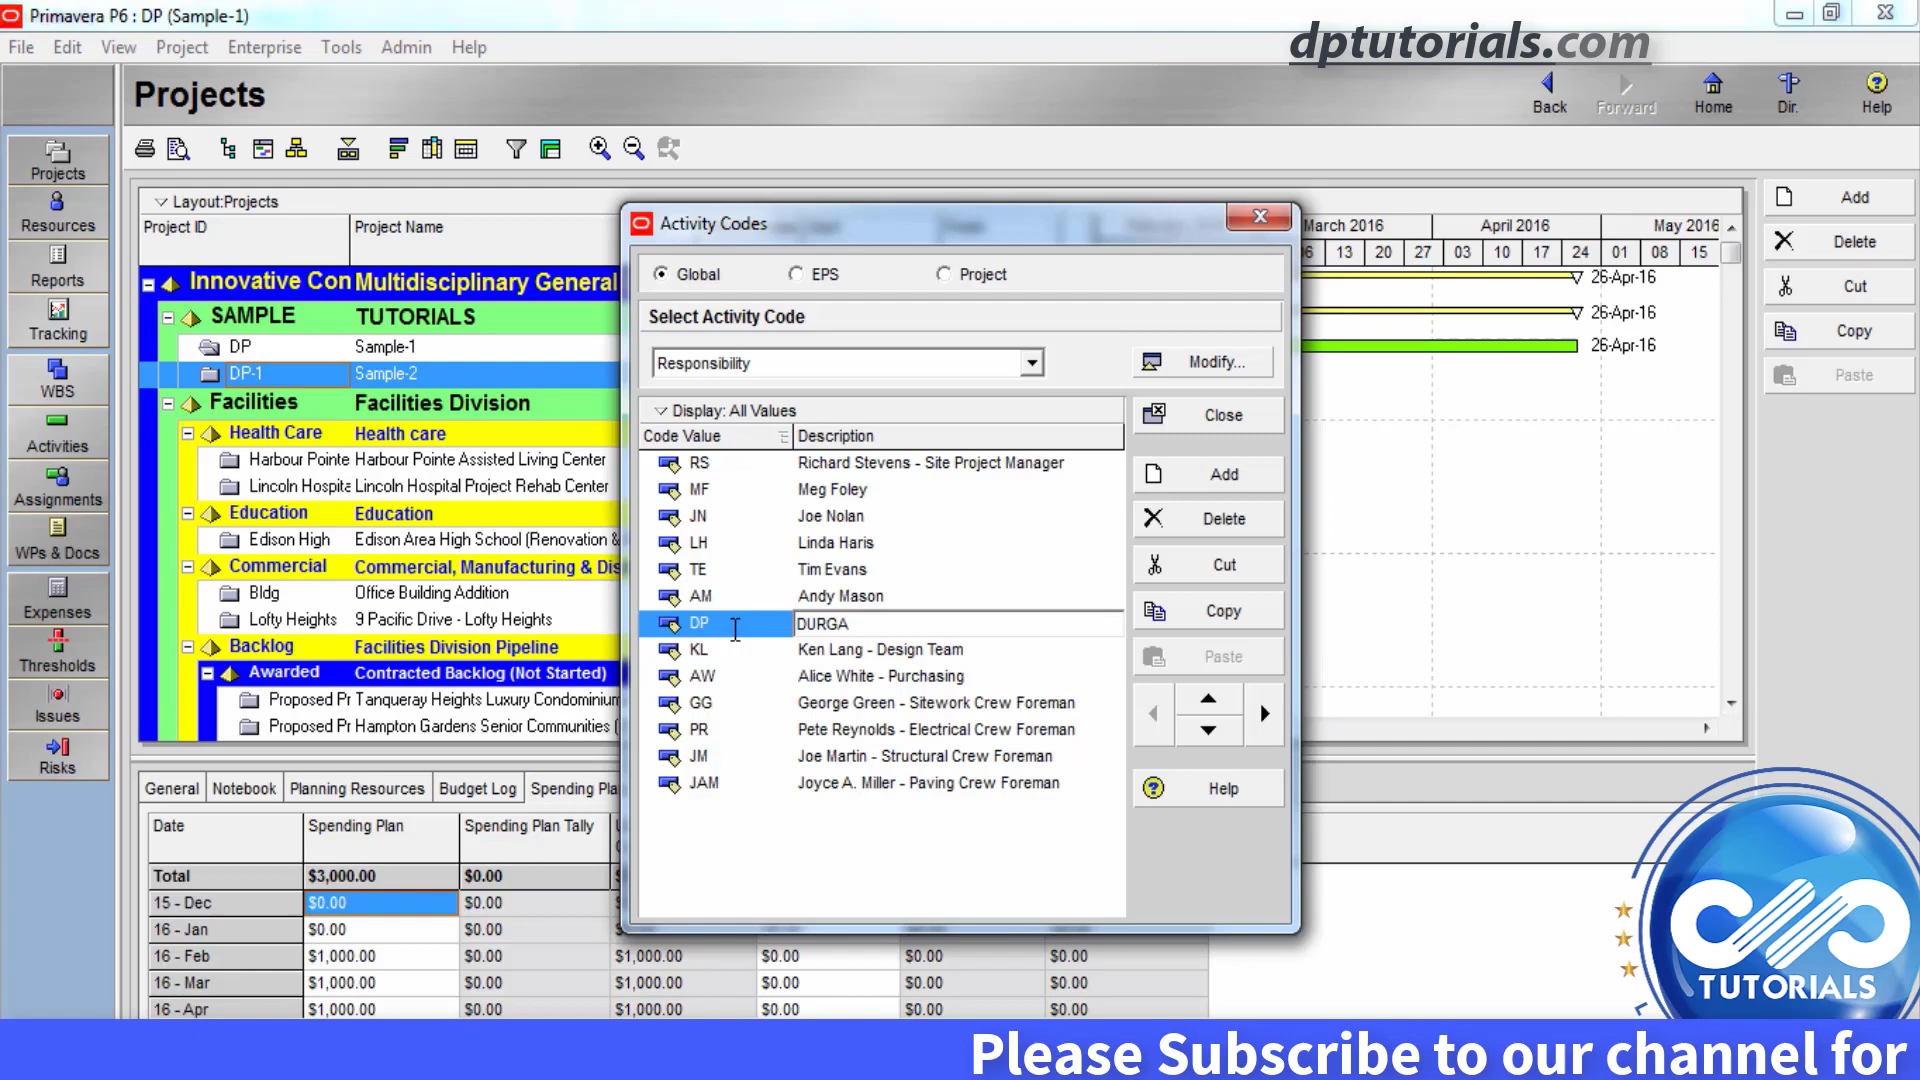 Primavera P6 : DP (Sample-1)
File Edit View Project Enterprise Tools Admin Help
dptutorials.com
Projects
Back Forward Home Dir. Help
Projects
Resources
Reports
Tracking
WBS
Activities
Assignments
WPs & Docs
Expenses
Thresholds
Issues
Risks
Layout:Projects
Project ID Project Name
Innovative Con Multidisciplinary General
SAMPLE TUTORIALS
DP Sample-1
DP-1 Sample-2
Facilities Facilities Division
Health Care Health care
Harbour Pointe Harbour Pointe Assisted Living Center
Lincoln Hospita Lincoln Hospital Project Rehab Center
Education Education
Edison High Edison Area High School (Renovation &
Commercial Commercial, Manufacturing & Dis
Bldg Office Building Addition
Lofty Heights 9 Pacific Drive - Lofty Heights
Backlog Facilities Division Pipeline
Awarded Contracted Backlog (Not Started)
Proposed Pr Tanqueray Heights Luxury Condominium
Proposed Pr Hampton Gardens Senior Communities (
March 2016 April 2016 May 2016
06 13 20 27 03 10 17 24 01 08 15
26-Apr-16
26-Apr-16
26-Apr-16
Add
Delete
Cut
Copy
Paste
Activity Codes
Global EPS Project
Select Activity Code
Responsibility Modify...
Display: All Values
Code Value Description
RS Richard Stevens - Site Project Manager
MF Meg Foley
JN Joe Nolan
LH Linda Haris
TE Tim Evans
AM Andy Mason
DP DURGA
KL Ken Lang - Design Team
AW Alice White - Purchasing
GG George Green - Sitework Crew Foreman
PR Pete Reynolds - Electrical Crew Foreman
JM Joe Martin - Structural Crew Foreman
JAM Joyce A. Miller - Paving Crew Foreman
Close
Add
Delete
Cut
Copy
Paste
Help
General Notebook Planning Resources Budget Log Spending Pla
Date Spending Plan Spending Plan Tally
Total $3,000.00 $0.00
15 - Dec $0.00 $0.00
16 - Jan $0.00 $0.00
16 - Feb $1,000.00 $0.00 $1,000.00 $0.00 $0.00 $0.00
16 - Mar $1,000.00 $0.00 $1,000.00 $0.00 $0.00 $0.00
16 - Apr $1,000.00 $0.00 $1,000.00 $0.00 $0.00 $0.00
TUTORIALS
Please Subscribe to our channel for